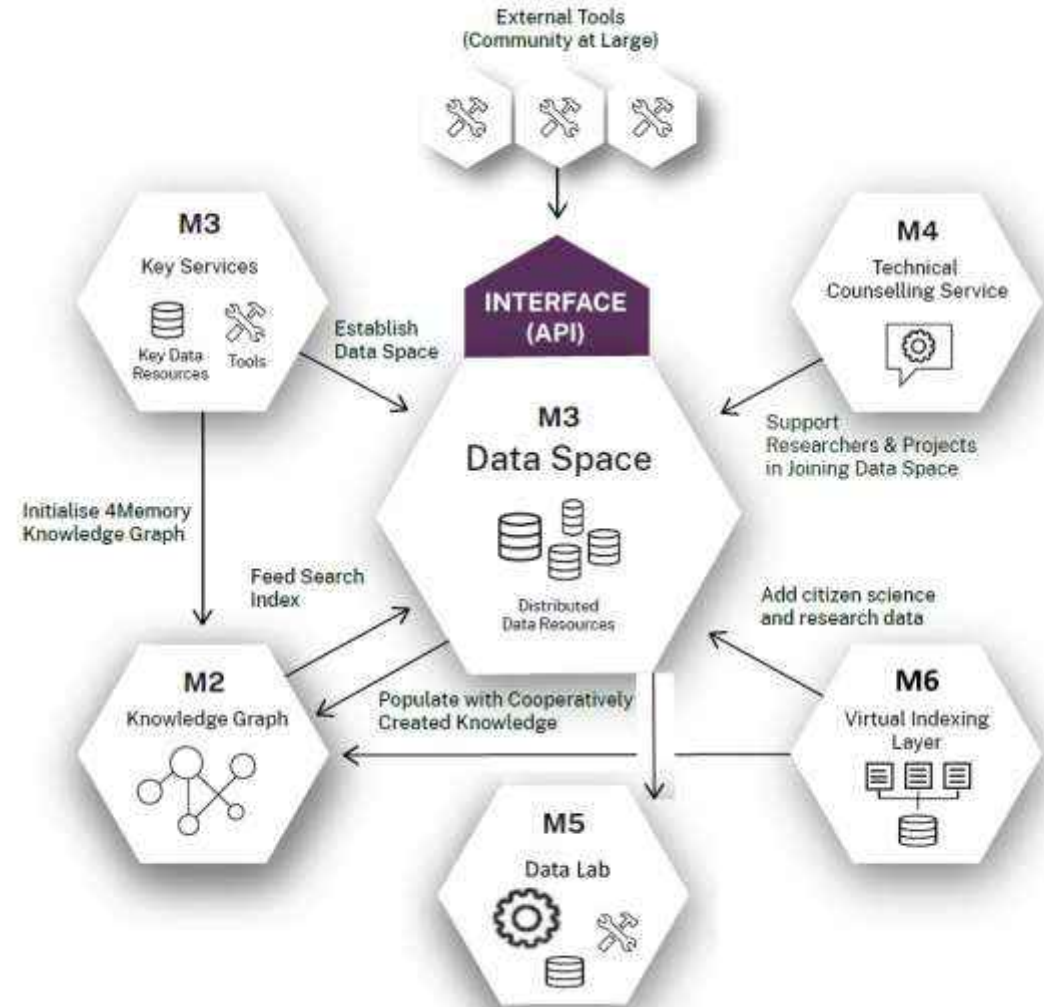 External Tools
(Community at Large)
M3
Key Services
Key Data
Resources
Tools
Establish
Data Space
INTERFACE
(API)
M4
Technical
Counselling Service
M3
Data Space
Distributed
Data Resources
Support
Researchers & Projects
in Joining Data Space
Initialise 4Memory
Knowledge Graph
Feed Search
Index
Add citizen science
and research data
M2
Knowledge Graph
Populate with Cooperatively
Created Knowledge
M6
Virtual Indexing
Layer
M5
Data Lab